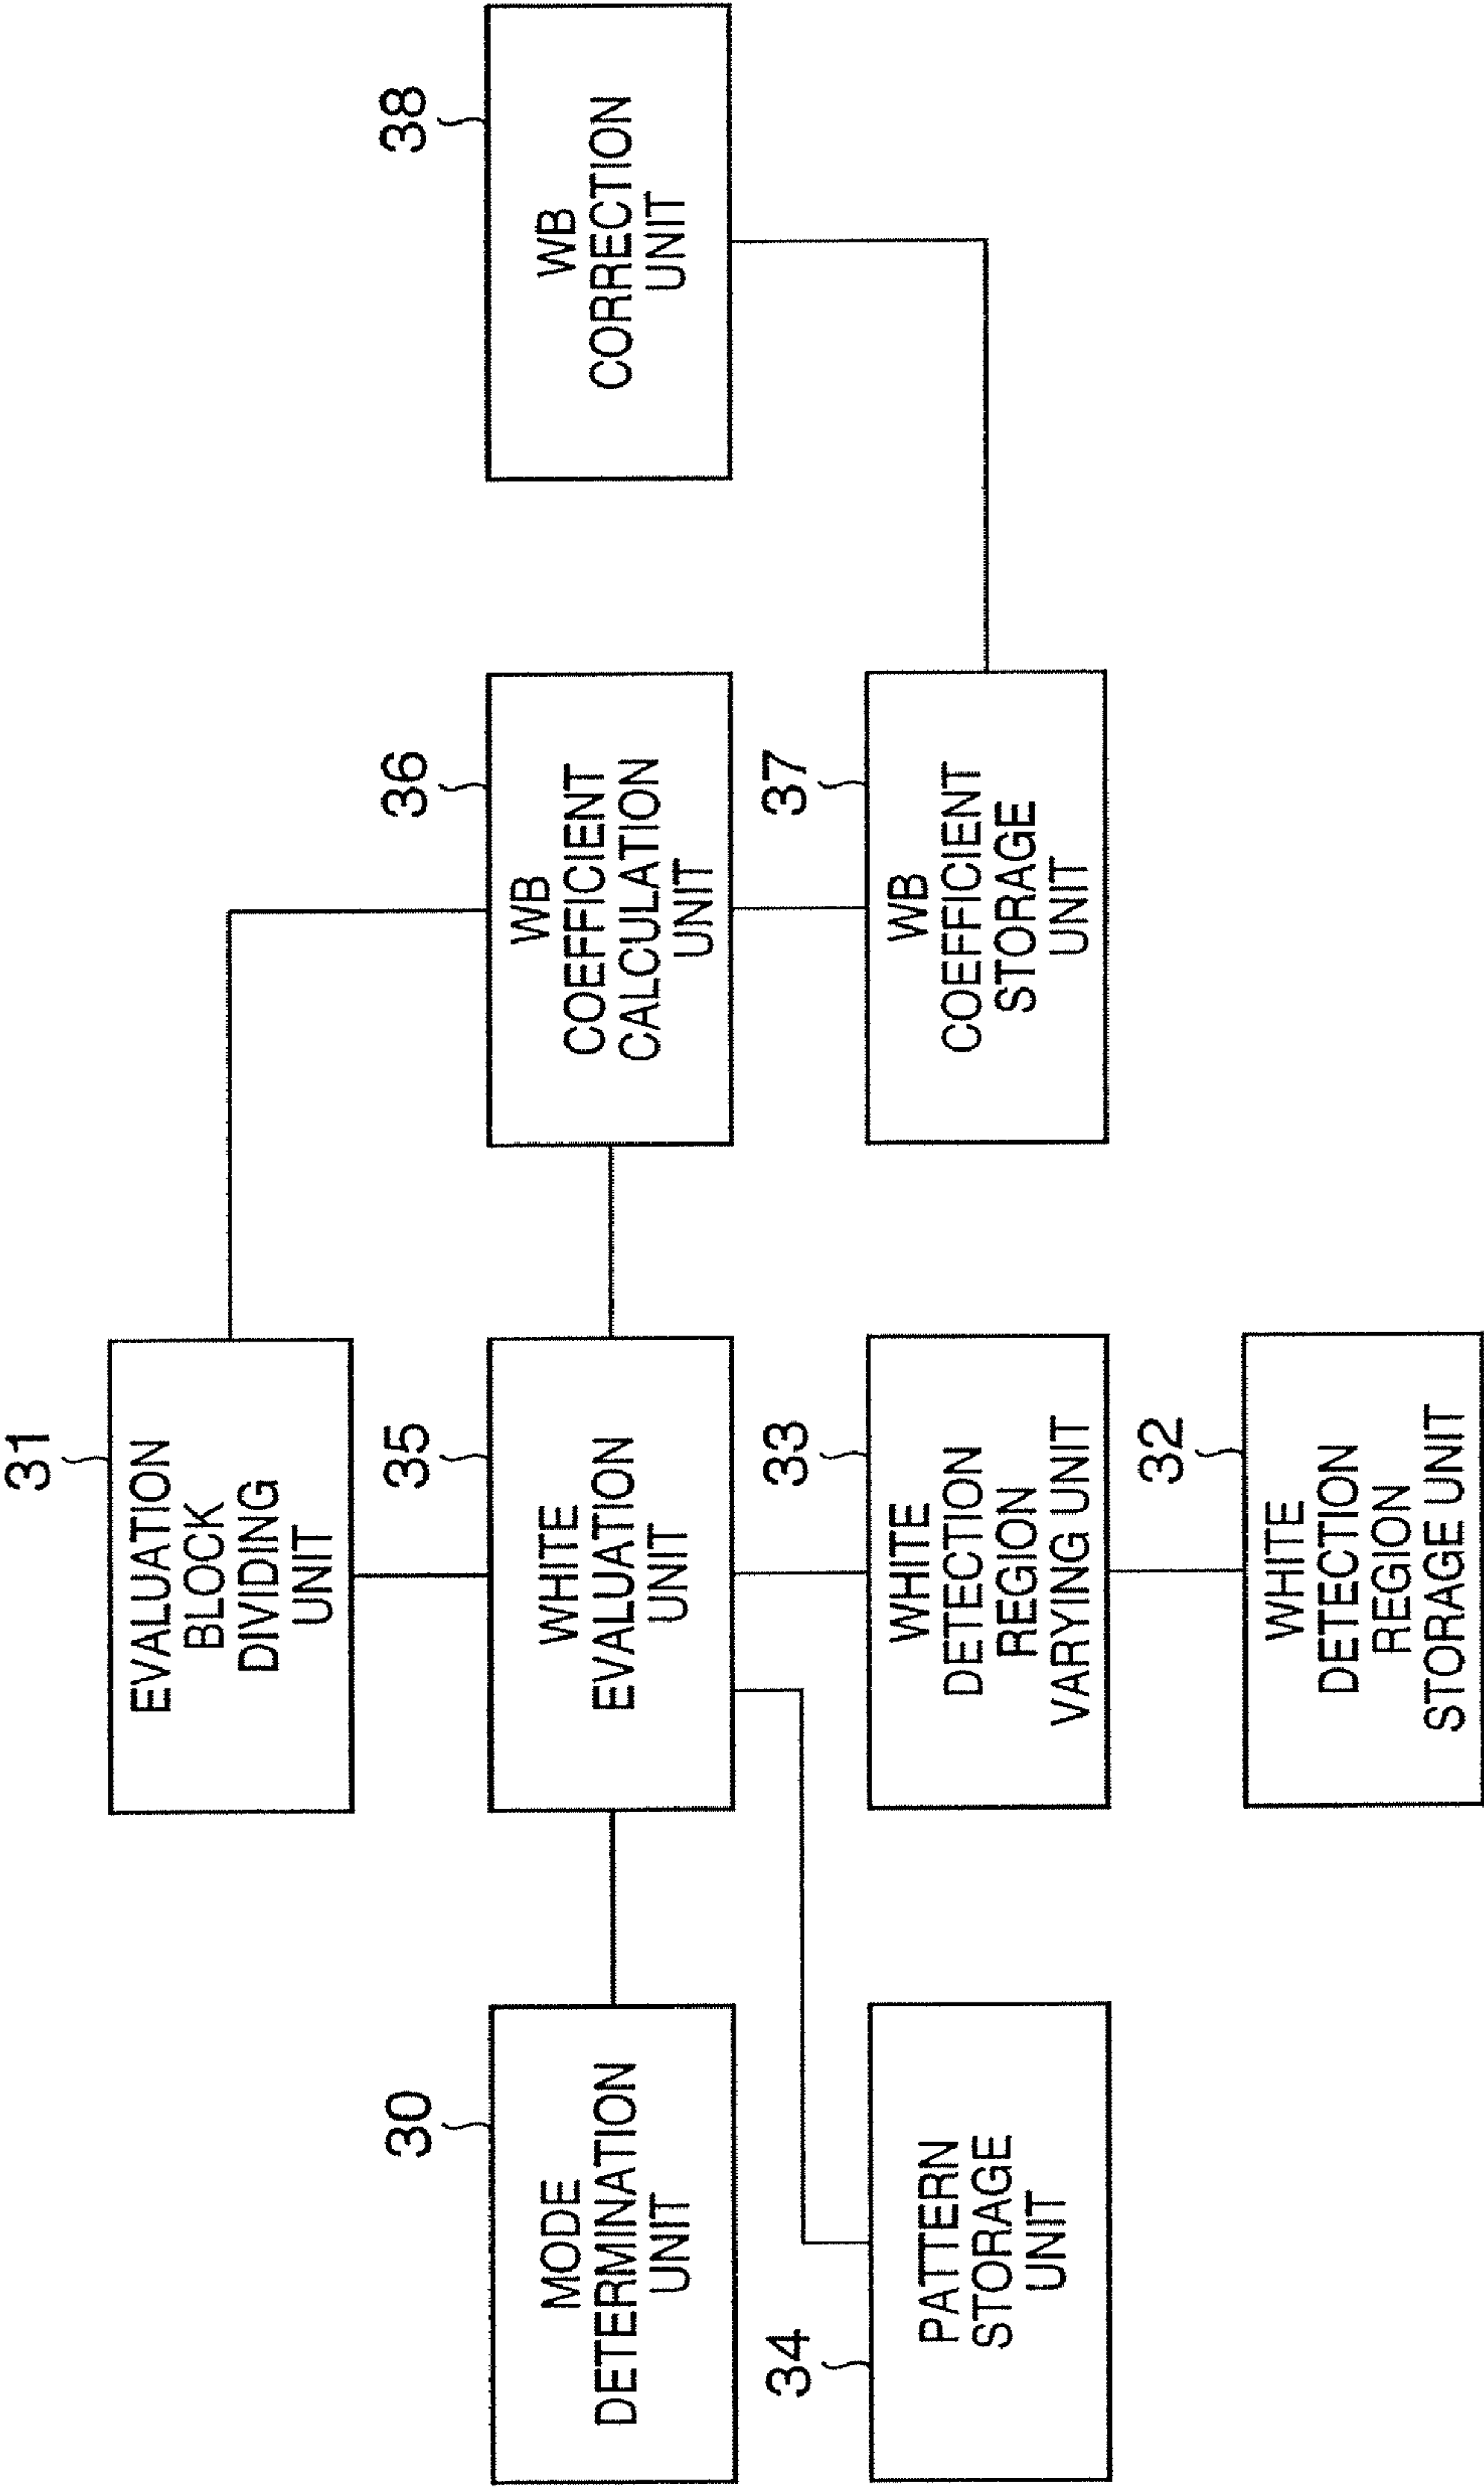 31
EVALUATION
BLOCK
DIVIDING
UNIT
30
MODE
DETERMINATION
UNIT
35
WHITE
EVALUATION
UNIT
36
WB
COEFFICIENT
CALCULATION
UNIT
38
WB
CORRECTION
UNIT
34
PATTERN
STORAGE
UNIT
33
WHITE
DETECTION
REGION
VARYING UNIT
37
WB
COEFFICIENT
STORAGE
UNIT
32
WHITE
DETECTION
REGION
STORAGE UNIT